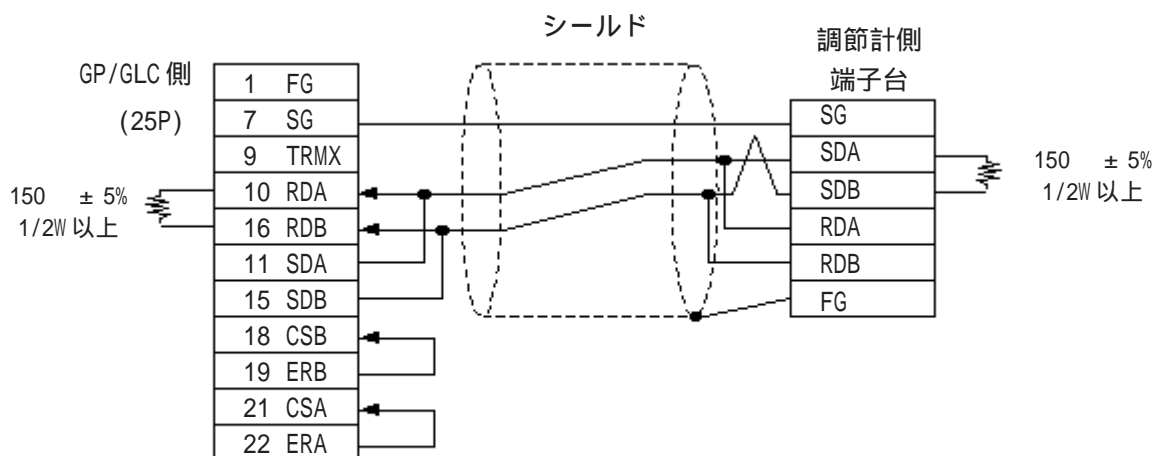 シールド
GP/GLC 側
(25P)
1 FG
7 SG
9 TRMX
10 RDA
16 RDB
11 SDA
15 SDB
18 CSB
19 ERB
21 CSA
22 ERA
150 ± 5%
1/2W 以上
調節計側
端子台
SG
SDA
SDB
RDA
RDB
FG
150 ± 5%
1/2W 以上